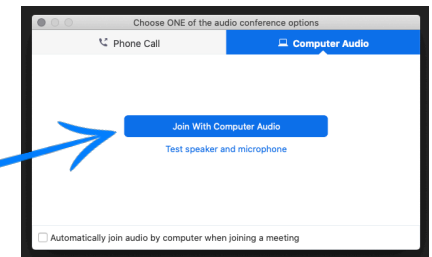 Choose ONE of the audio conference options
Phone Call
Computer Audio
Join With Computer Audio
Test speaker and microphone
Automatically join audio by computer when joining a meeting